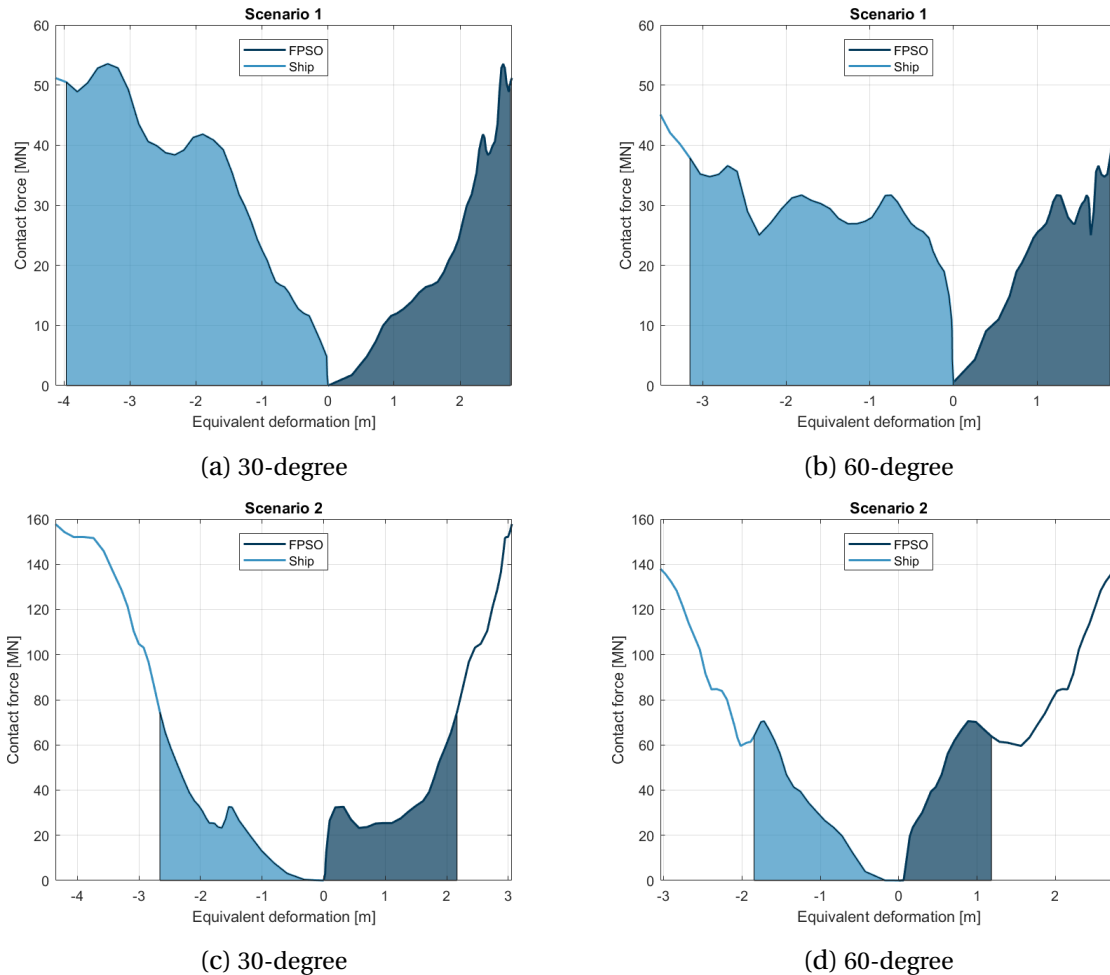 Scenario 1
FPSO
Ship
Contact force [MN]
60
50
40
30
20
10
0
-4 -3 -2 -1 0 1 2
Equivalent deformation [m]
(a) 30-degree
Scenario 1
FPSO
Ship
Contact force [MN]
60
50
40
30
20
10
0
-3 -2 -1 0 1
Equivalent deformation [m]
(b) 60-degree
Scenario 2
FPSO
Ship
Contact force [MN]
160
140
120
100
80
60
40
20
0
-4 -3 -2 -1 0 1 2 3
Equivalent deformation [m]
(c) 30-degree
Scenario 2
FPSO
Ship
Contact force [MN]
160
140
120
100
80
60
40
20
0
-3 -2 -1 0 1 2
Equivalent deformation [m]
(d) 60-degree